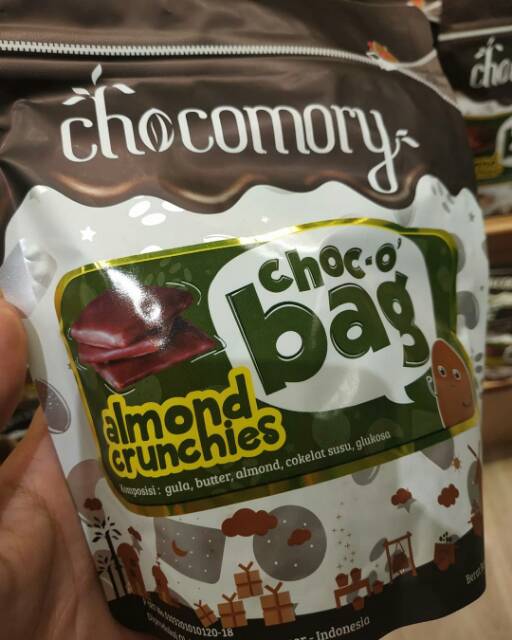 chocomory
choc-o'
bag
almond
crunchies
Komposisi : gula, butter, almond, cokelat susu, glukosa
- Indonesia